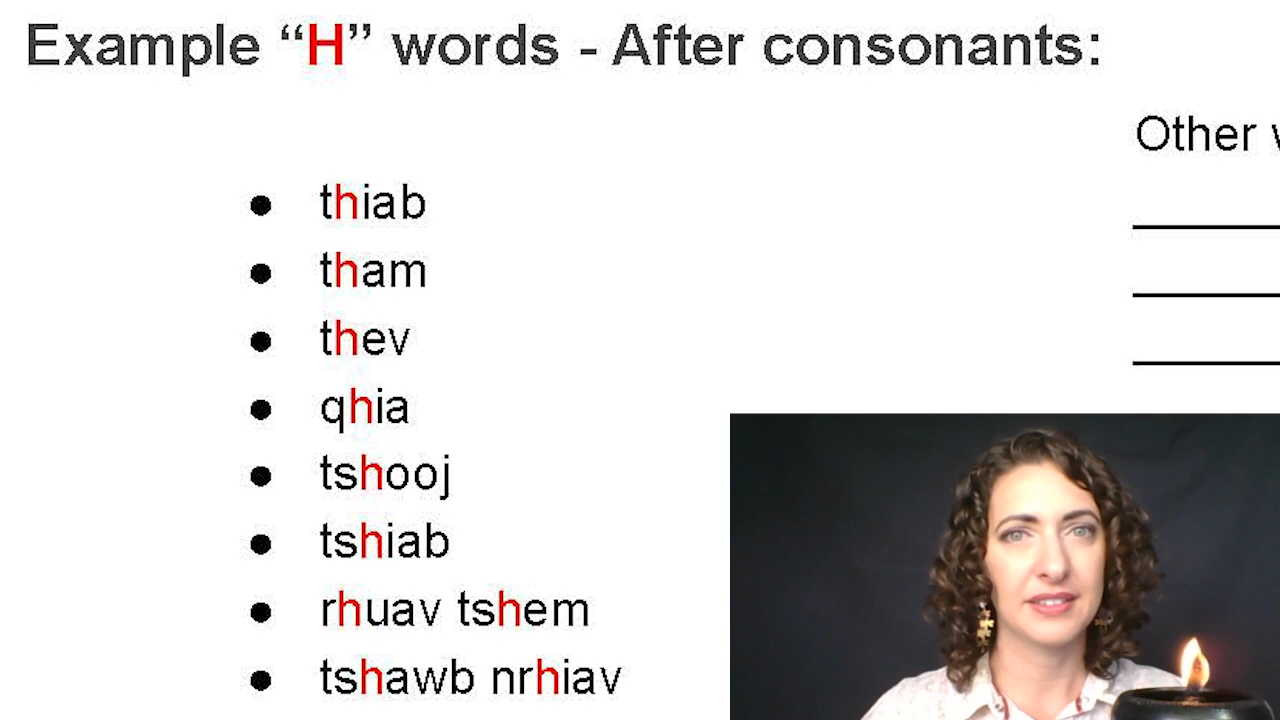 Example “H” words - After consonants:
Other
● thiab
● tham
● thev
● qhia
● tshooj
● tshiab
● rhuav tshem
● tshawb nrhiav